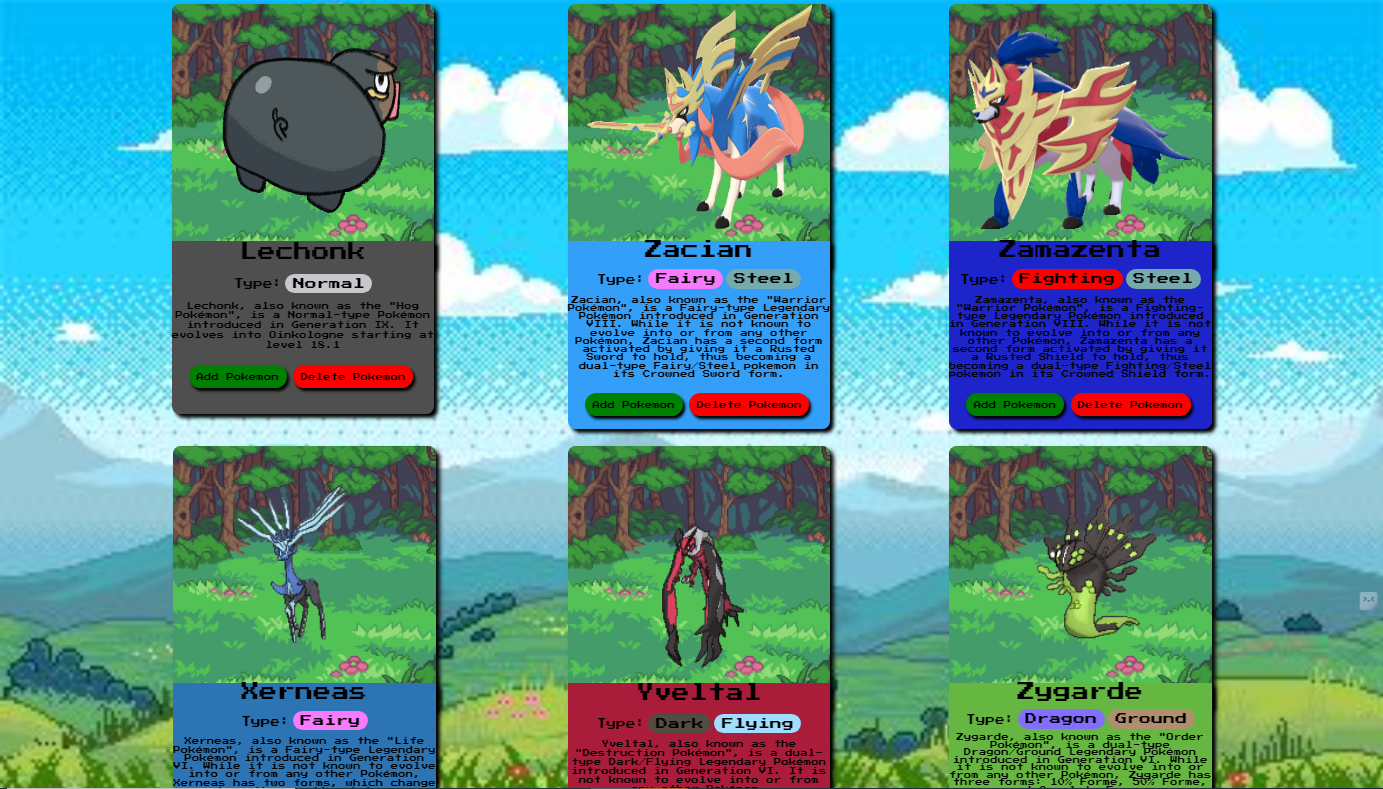 Lechonk
Type: Normal
Lechonk, also known as the "Hog
Pokémon", is a Normal-type Pokémon
introduced in Generation IX. It
evolves into Oinkologne starting at
level 18.1
Add Pokemon Delete Pokemon
Zacian
Type: Fairy Steel
Zacian, also known as the "Warrior
Pokémon", is a Fairy-type Legendary
Pokémon introduced in Generation
VIII. While it is not known to
evolve into or from any other
Pokémon, Zacian has a second form
activated by giving it a Rusted
Sword to hold, thus becoming a
dual-type Fairy/Steel pokemon in
its Crowned Sword form.
Add Pokemon Delete Pokemon
Zamazenta
Type: Fighting Steel
Zamazenta, also known as the
"Warrior Pokémon", is a Fighting-
type Legendary Pokémon introduced
in Generation VIII. While it is not
known to evolve into or from any
other Pokémon, Zamazenta has a
second form activated by giving it
a Rusted Shield to hold, thus
becoming a dual-type Fighting/Steel
pokemon in its Crowned Shield form.
Add Pokemon Delete Pokemon
Xerneas
Type: Fairy
Xerneas, also known as the "Life
Pokémon", is a Fairy-type Legendary
Pokémon introduced in Generation
VI. While it is not known to evolve
into or from any other Pokémon,
Xerneas has two forms, which change
Yveltal
Type: Dark Flying
Yveltal, also known as the
"Destruction Pokémon", is a dual-
type Dark/Flying Legendary Pokémon
introduced in Generation VI. It is
not known to evolve into or from
any other Pokémon.
Zygarde
Type: Dragon Ground
Zygarde, also known as the "Order
Pokémon", is a dual-type
Dragon/Ground Legendary Pokémon
introduced in Generation VI. While
it is not known to evolve into or
from any other Pokémon, Zygarde has
three forms: 10% Forme, 50% Forme,